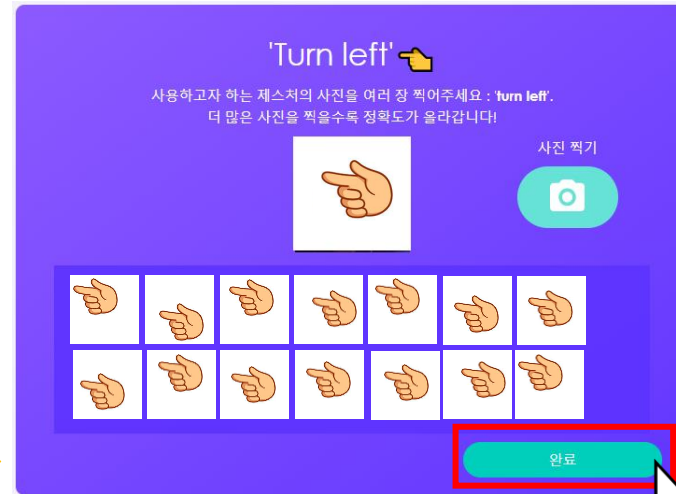 'Turn left'
사용하고자 하는 제스처의 사진을 여러 장 찍어주세요 : 'turn left'.
더 많은 사진을 찍을수록 정확도가 올라갑니다!
사진 찍기
완료